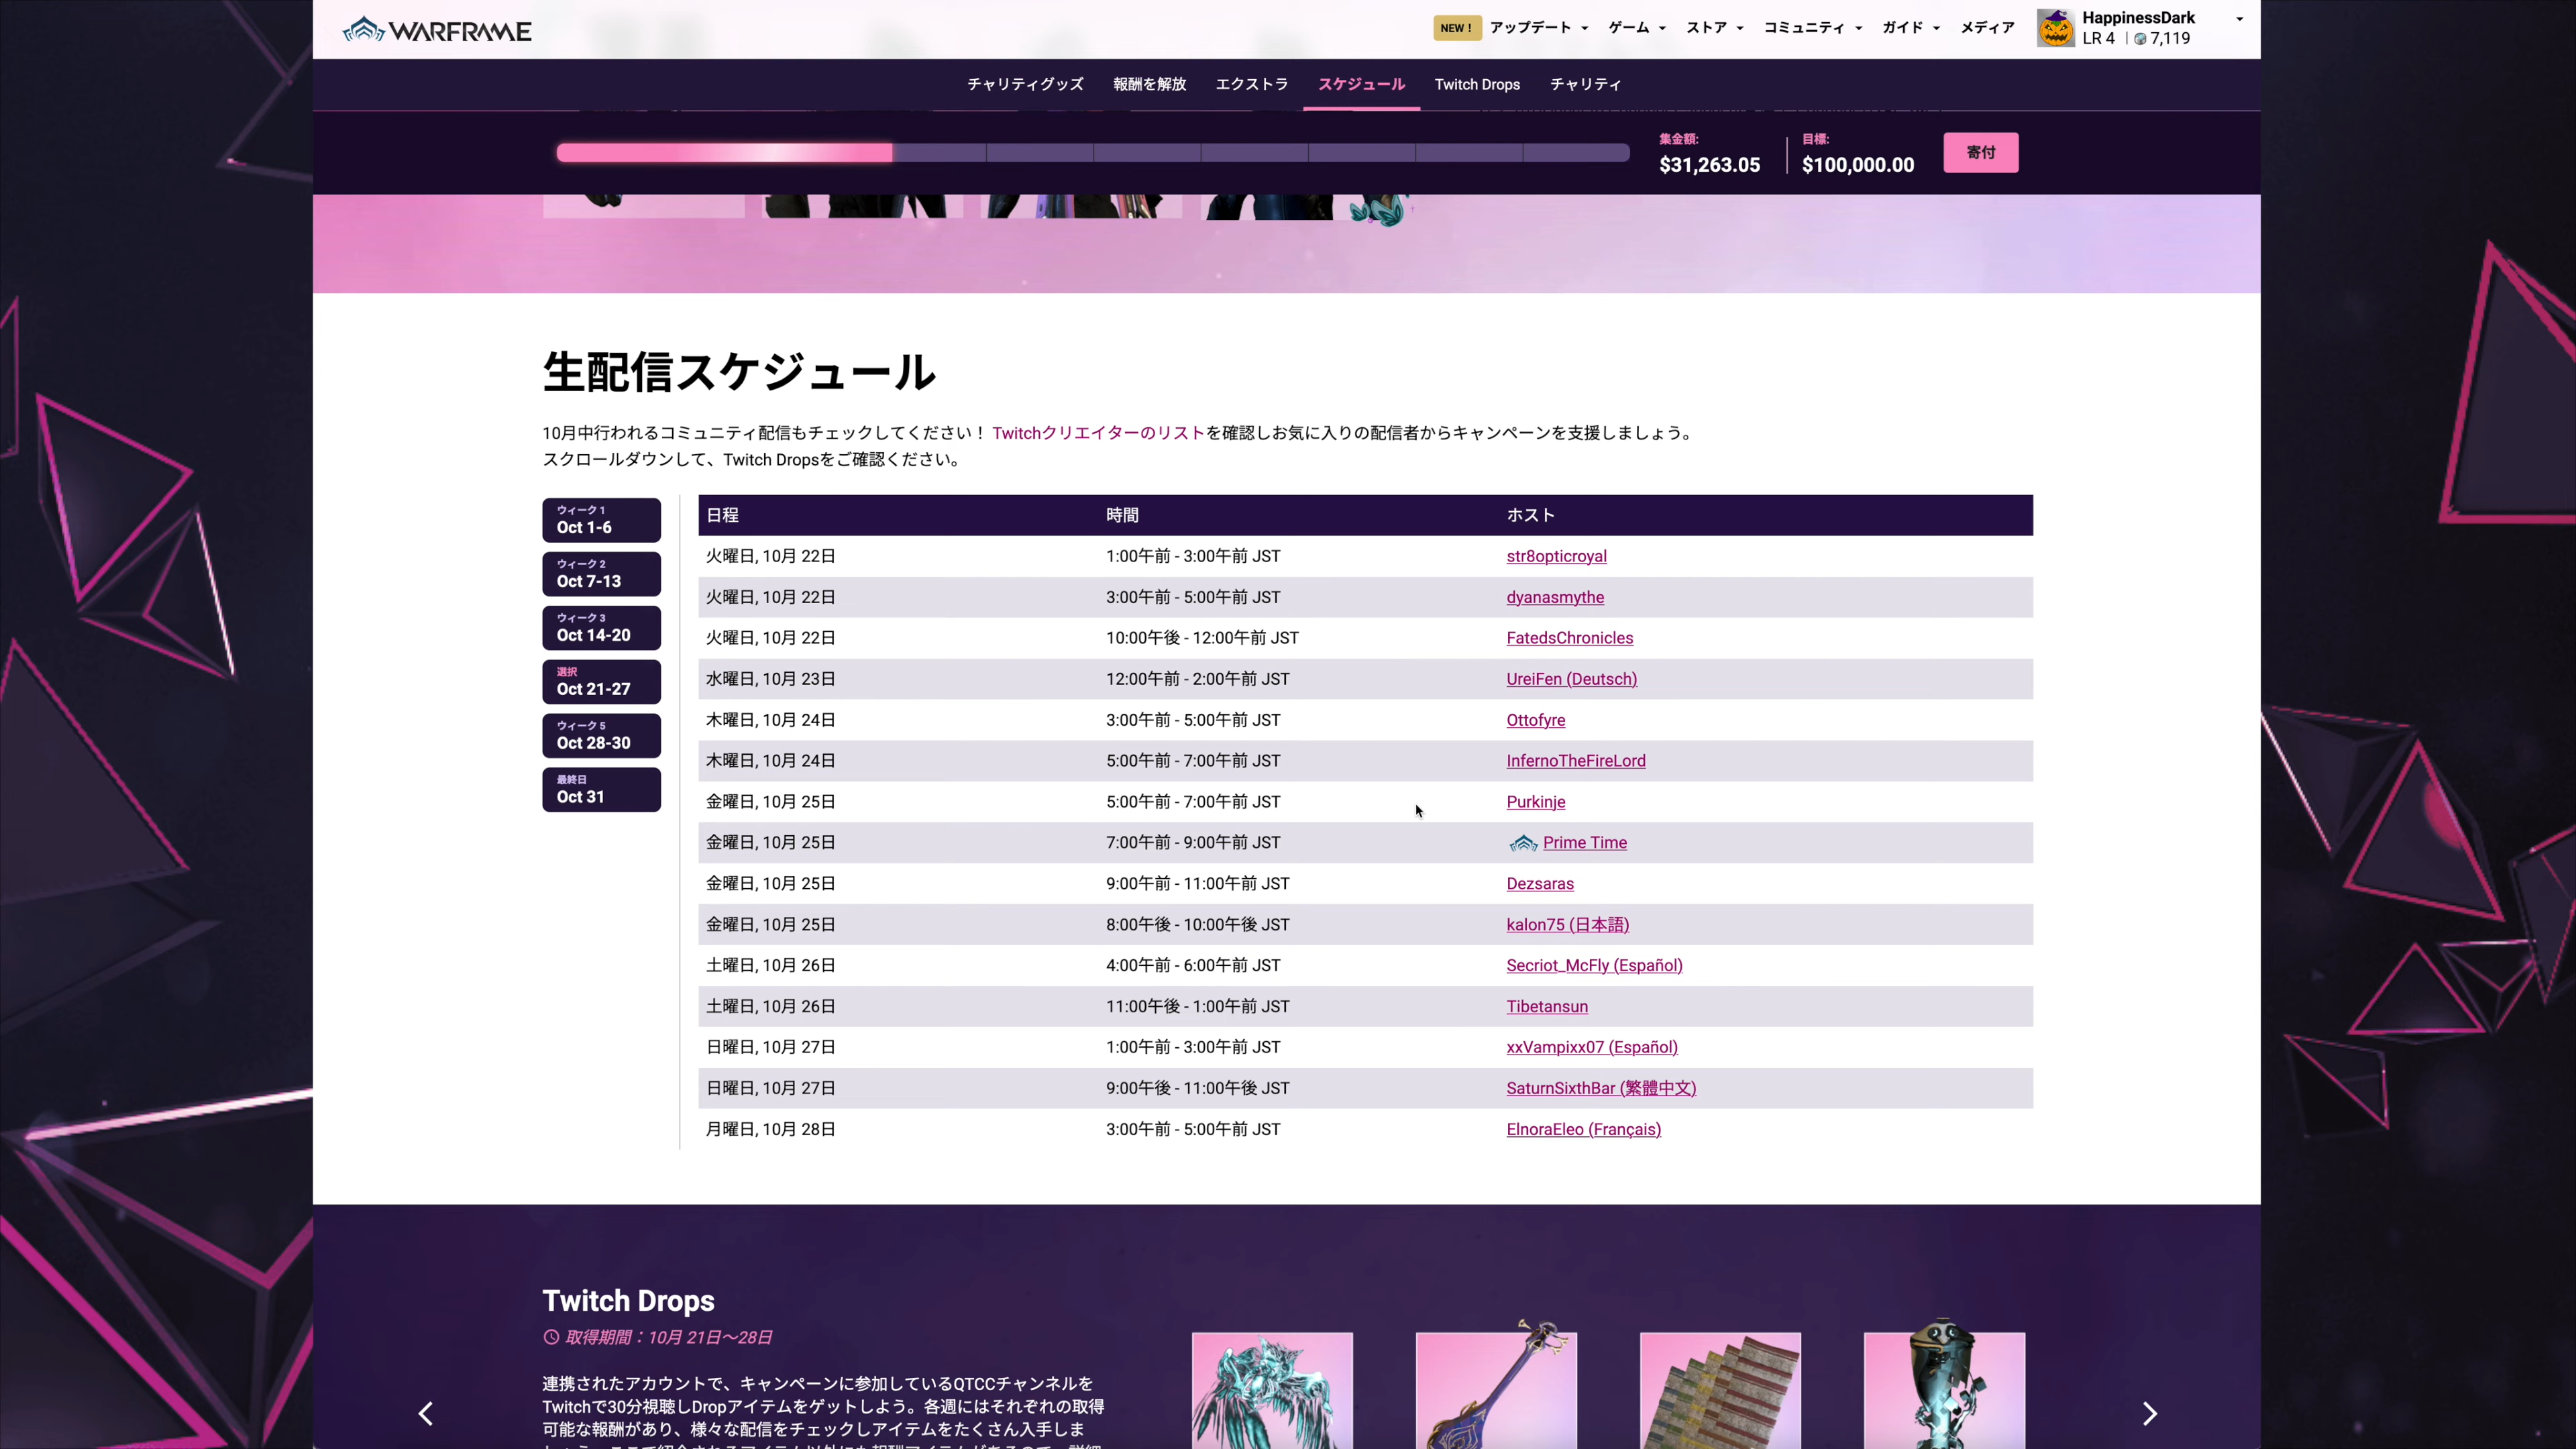 WARFRAME
NEW !
アップデート
ゲーム
ストア
コミュニティ
ガイド
メディア
HappinessDark
LR 4 | 7,119
チャリティグッズ
報酬を解放
エクストラ
スケジュール
Twitch Drops
チャリティ
集金額:
$31,263.05
目標:
$100,000.00
寄付
生配信スケジュール
10月中行われるコミュニティ配信もチェックしてください！ Twitchクリエイターのリストを確認しお気に入りの配信者からキャンペーンを支援しましょう。
スクロールダウンして、Twitch Dropsをご確認ください。
ウィーク 1
Oct 1-6
ウィーク 2
Oct 7-13
ウィーク 3
Oct 14-20
選択
Oct 21-27
ウィーク 5
Oct 28-30
最終日
Oct 31
日程 時間 ホスト
火曜日, 10月 22日 1:00午前 - 3:00午前 JST str8opticroyal
火曜日, 10月 22日 3:00午前 - 5:00午前 JST dyanasmythe
火曜日, 10月 22日 10:00午後 - 12:00午前 JST FatedsChronicles
水曜日, 10月 23日 12:00午前 - 2:00午前 JST UreiFen (Deutsch)
木曜日, 10月 24日 3:00午前 - 5:00午前 JST Ottofyre
木曜日, 10月 24日 5:00午前 - 7:00午前 JST InfernoTheFireLord
金曜日, 10月 25日 5:00午前 - 7:00午前 JST Purkinje
金曜日, 10月 25日 7:00午前 - 9:00午前 JST Prime Time
金曜日, 10月 25日 9:00午前 - 11:00午前 JST Dezsaras
金曜日, 10月 25日 8:00午後 - 10:00午後 JST kalon75 (日本語)
土曜日, 10月 26日 4:00午前 - 6:00午前 JST Secriot_McFly (Español)
土曜日, 10月 26日 11:00午後 - 1:00午前 JST Tibetansun
日曜日, 10月 27日 1:00午前 - 3:00午前 JST xxVampixx07 (Español)
日曜日, 10月 27日 9:00午後 - 11:00午後 JST SaturnSixthBar (繁體中文)
月曜日, 10月 28日 3:00午前 - 5:00午前 JST ElnoraEleo (Français)
Twitch Drops
取得期間：10月 21日〜28日
連携されたアカウントで、キャンペーンに参加しているQTCCチャンネルを
Twitchで30分視聴しDropアイテムをゲットしよう。各週にはそれぞれの取得
可能な報酬があり、様々な配信をチェックしアイテムをたくさん入手しま